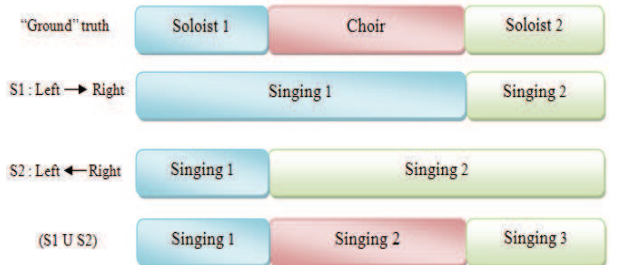 “Ground” truth Soloist 1 Choir Soloist 2
S1 : Left → Right Singing 1 Singing 2
S2 : Left ← Right Singing 1 Singing 2
(S1 U S2) Singing 1 Singing 2 Singing 3